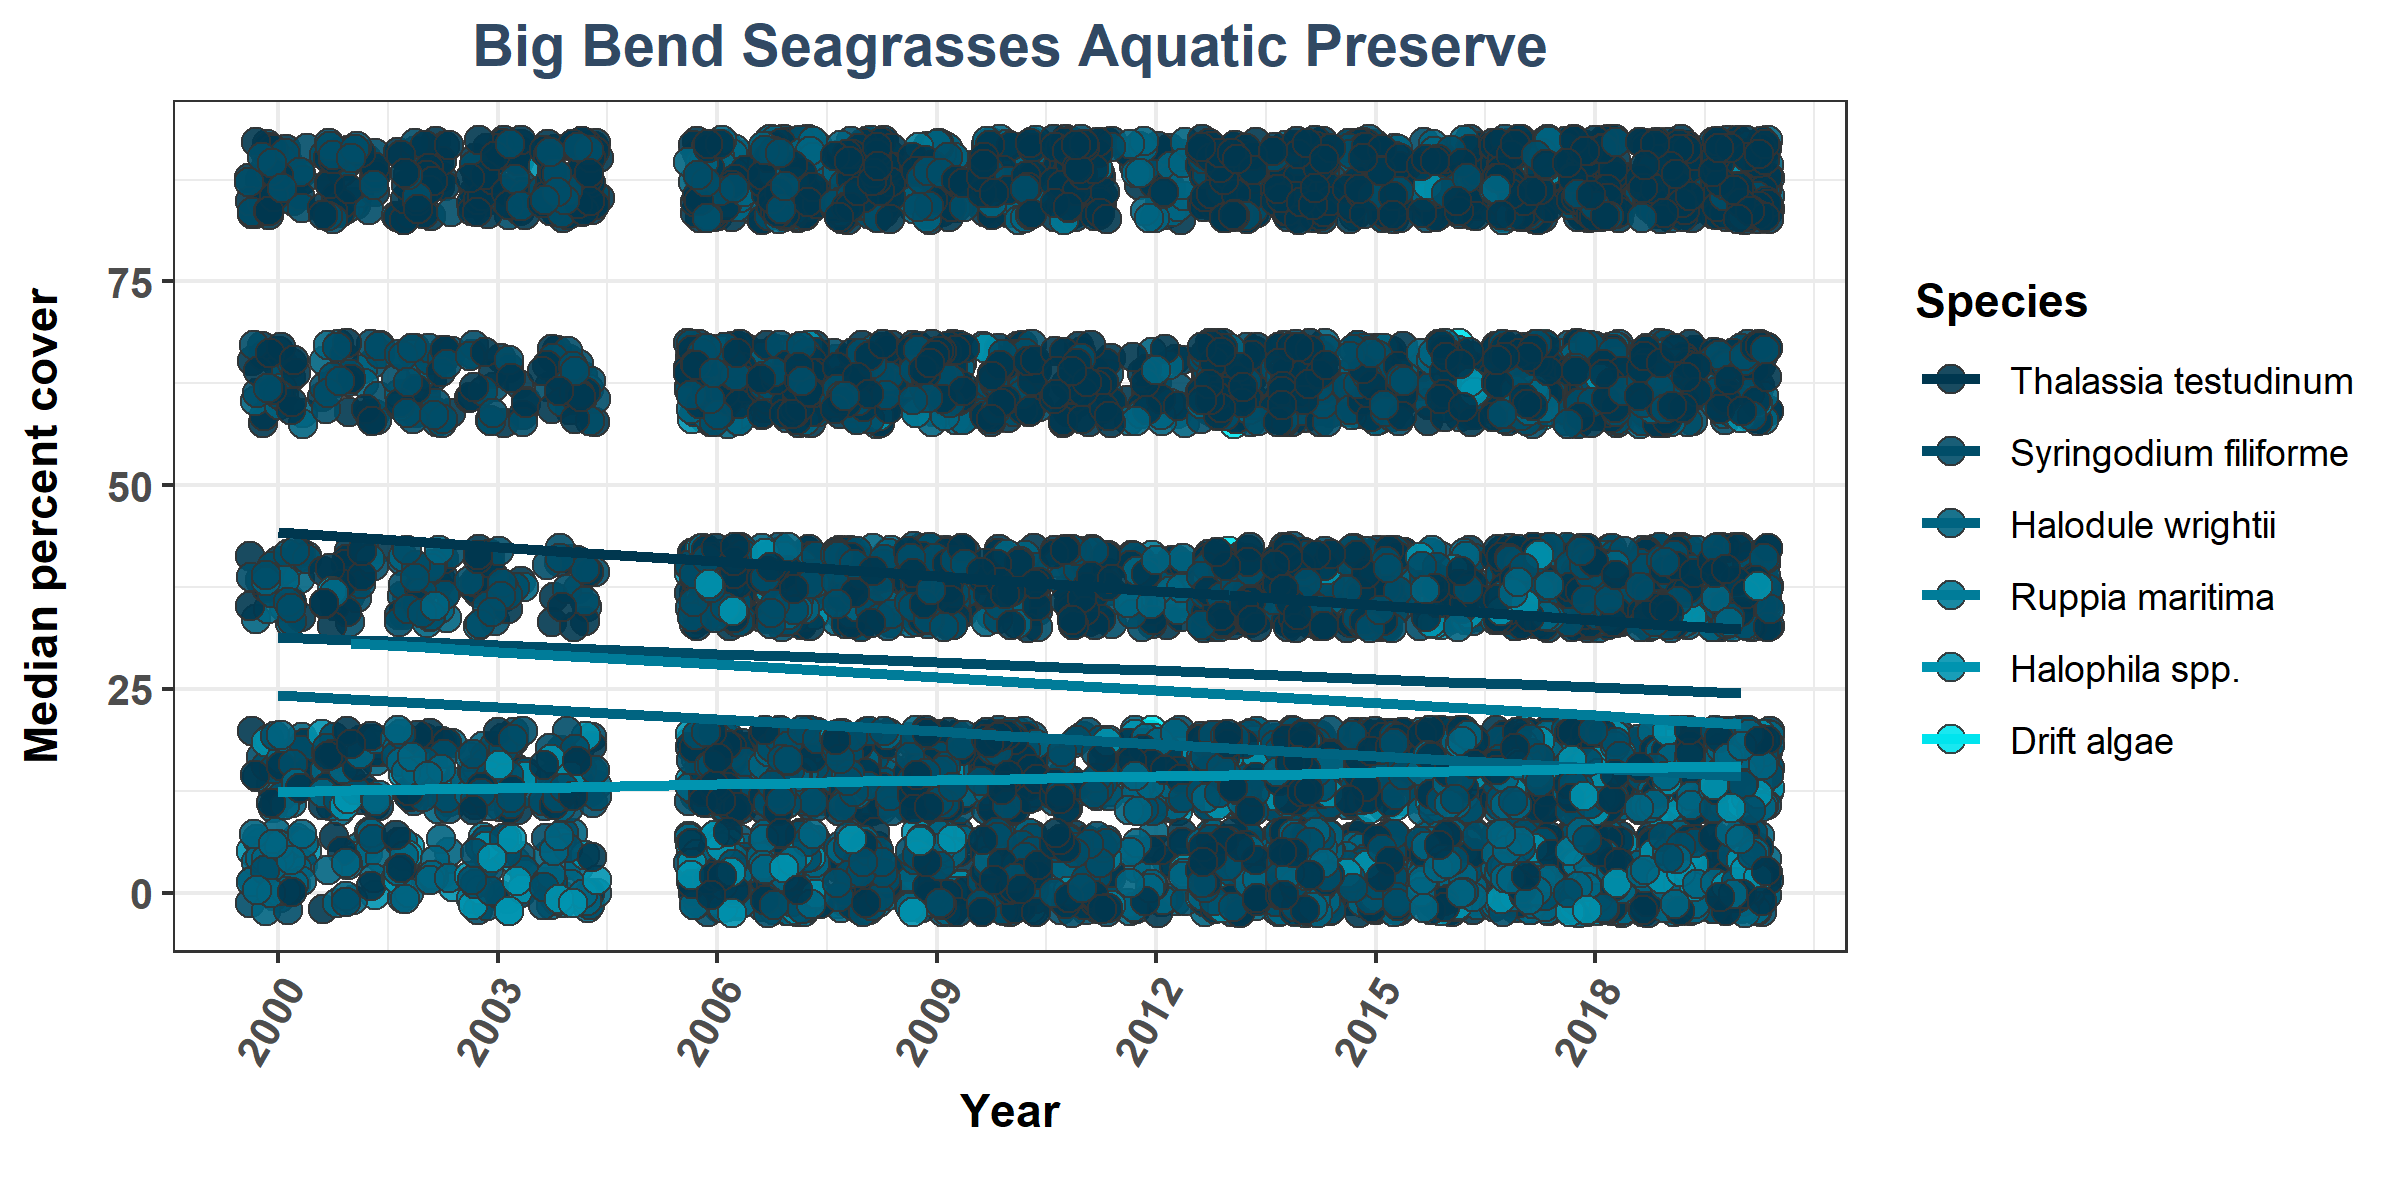 Big Bend Seagrasses Aquatic Preserve
Median percent cover
75
50
25
0
2000
2003
2006
2009
2012
2015
2018
Year
Species
Thalassia testudinum
Syringodium filiforme
Halodule wrightii
Ruppia maritima
Halophila spp.
Drift algae